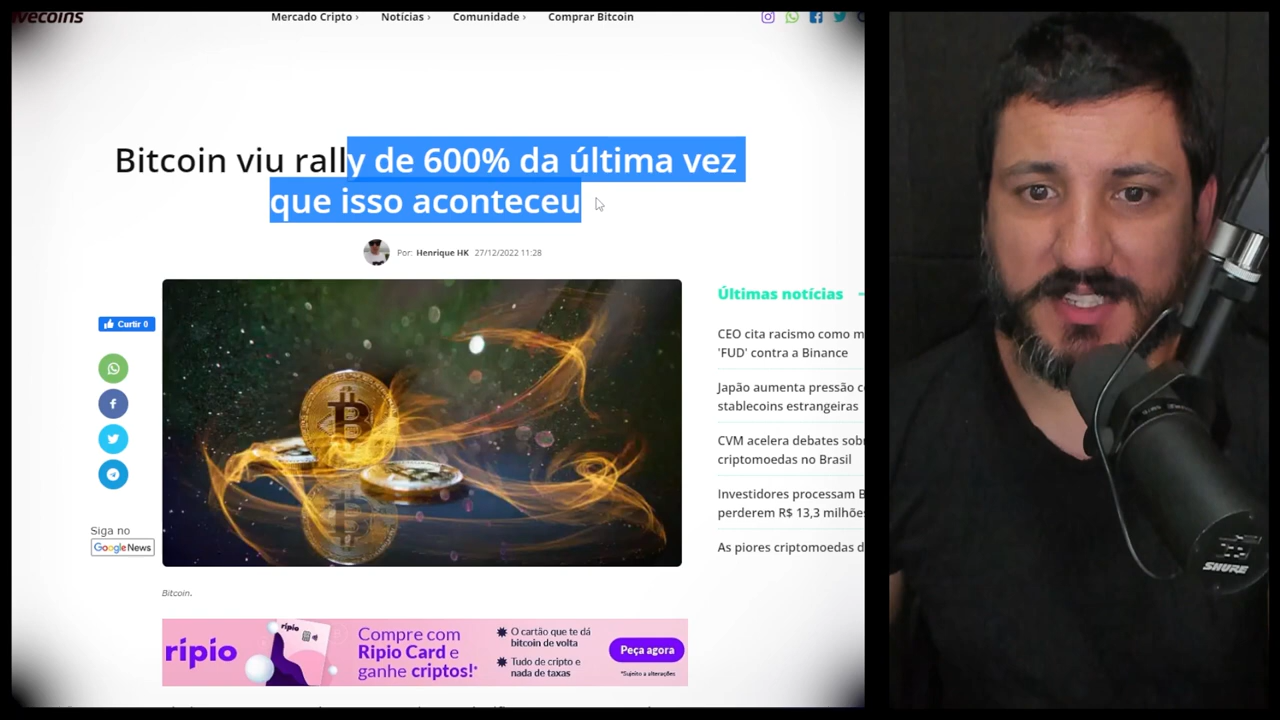 vecoins
Mercado Cripto ›
Notícias ›
Comunidade ›
Comprar Bitcoin
Bitcoin viu rally de 600% da última vez
que isso aconteceu
Por: Henrique HK 27/12/2022 11:28
Curtir 0
Siga no
Google News
Últimas notícias
CEO cita racismo como m
'FUD' contra a Binance
Japão aumenta pressão c
stablecoins estrangeiras
CVM acelera debates sob
criptomoedas no Brasil
Investidores processam B
perderem R$ 13,3 milhõe
As piores criptomoedas d
Bitcoin.
ripio
ripio
Compre com
Ripio Card e
ganhe criptos!*
O cartão que te dá
bitcoin de volta
Tudo de cripto e
nada de taxas
Peça agora
*Sujeito a alterações
SHURE